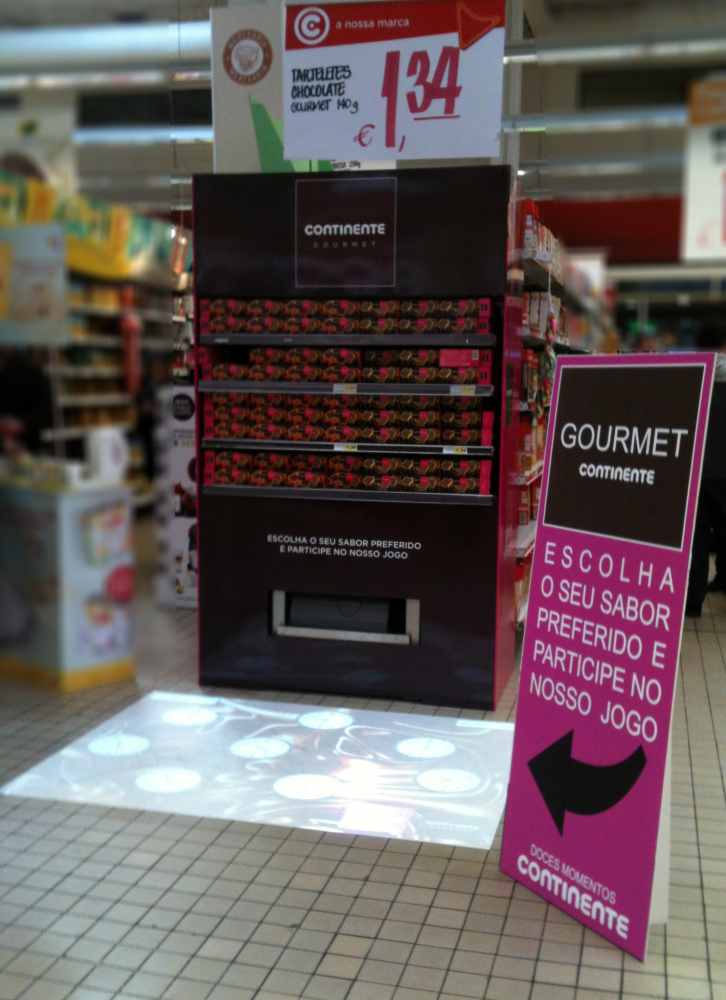 a nossa marca
TARTELETES
CHOCOLATE
GOURMET 140g
€ 1,34
CONTINENTE
GOURMET
ESCOLHA O SEU SABOR PREFERIDO
E PARTICIPE NO NOSSO JOGO
GOURMET
CONTINENTE
ESCOLHA
O SEU SABOR
PREFERIDO E
PARTICIPE NO
NOSSO JOGO
DOCES MOMENTOS
CONTINENTE